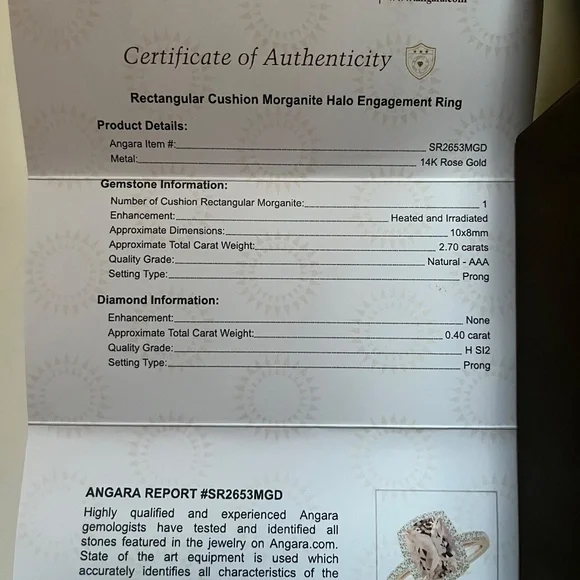 Certificate of Authenticity
Rectangular Cushion Morganite Halo Engagement Ring
Product Details:
Angara Item #: SR2653MGD
Metal: 14K Rose Gold
Gemstone Information:
Number of Cushion Rectangular Morganite: 1
Enhancement: Heated and Irradiated
Approximate Dimensions: 10x8mm
Approximate Total Carat Weight: 2.70 carats
Quality Grade: Natural - AAA
Setting Type: Prong
Diamond Information:
Enhancement: None
Approximate Total Carat Weight: 0.40 carat
Quality Grade: H SI2
Setting Type: Prong
ANGARA REPORT #SR2653MGD
Highly qualified and experienced Angara
gemologists have tested and identified all
stones featured in the jewelry on Angara.com.
State of the art equipment is used which
accurately identifies all characteristics of the